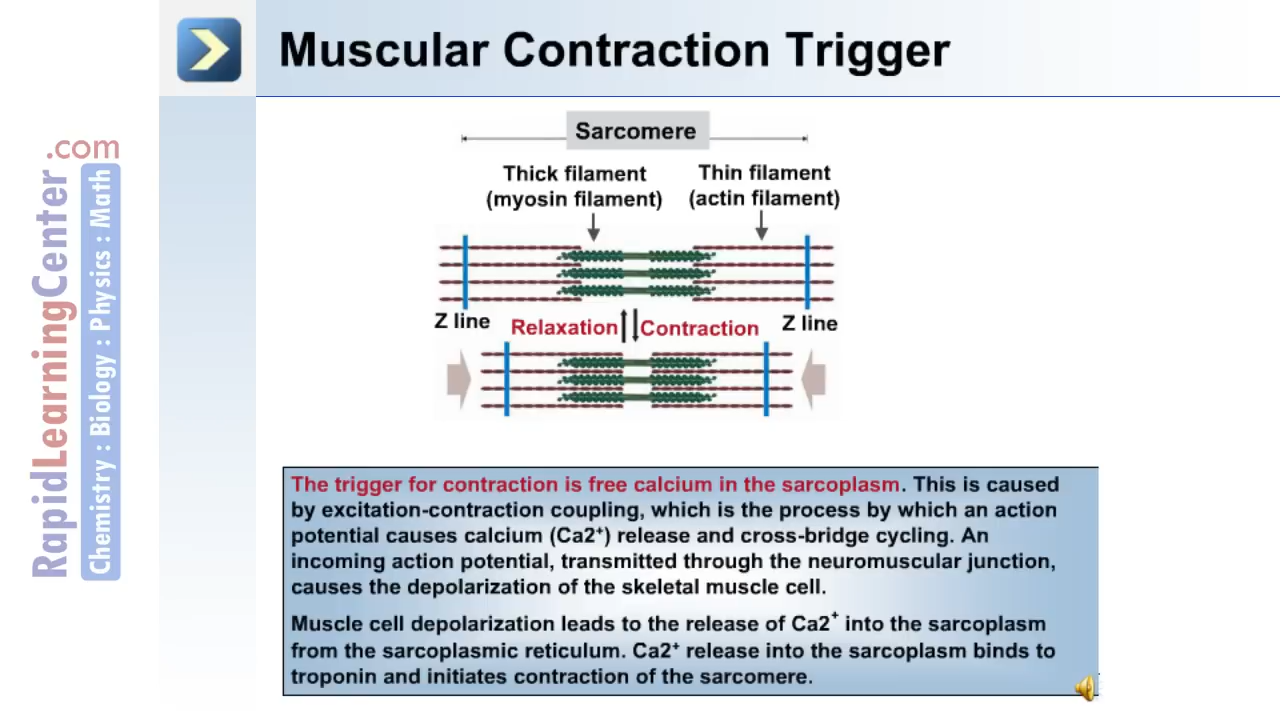 Muscular Contraction Trigger
RapidLearningCenter.com
Chemistry : Biology : Physics : Math
Sarcomere
Thick filament
(myosin filament)
Thin filament
(actin filament)
Z line
Relaxation
Contraction
Z line
The trigger for contraction is free calcium in the sarcoplasm. This is caused
by excitation-contraction coupling, which is the process by which an action
potential causes calcium (Ca2⁺) release and cross-bridge cycling. An
incoming action potential, transmitted through the neuromuscular junction,
causes the depolarization of the skeletal muscle cell.
Muscle cell depolarization leads to the release of Ca2⁺ into the sarcoplasm
from the sarcoplasmic reticulum. Ca2⁺ release into the sarcoplasm binds to
troponin and initiates contraction of the sarcomere.